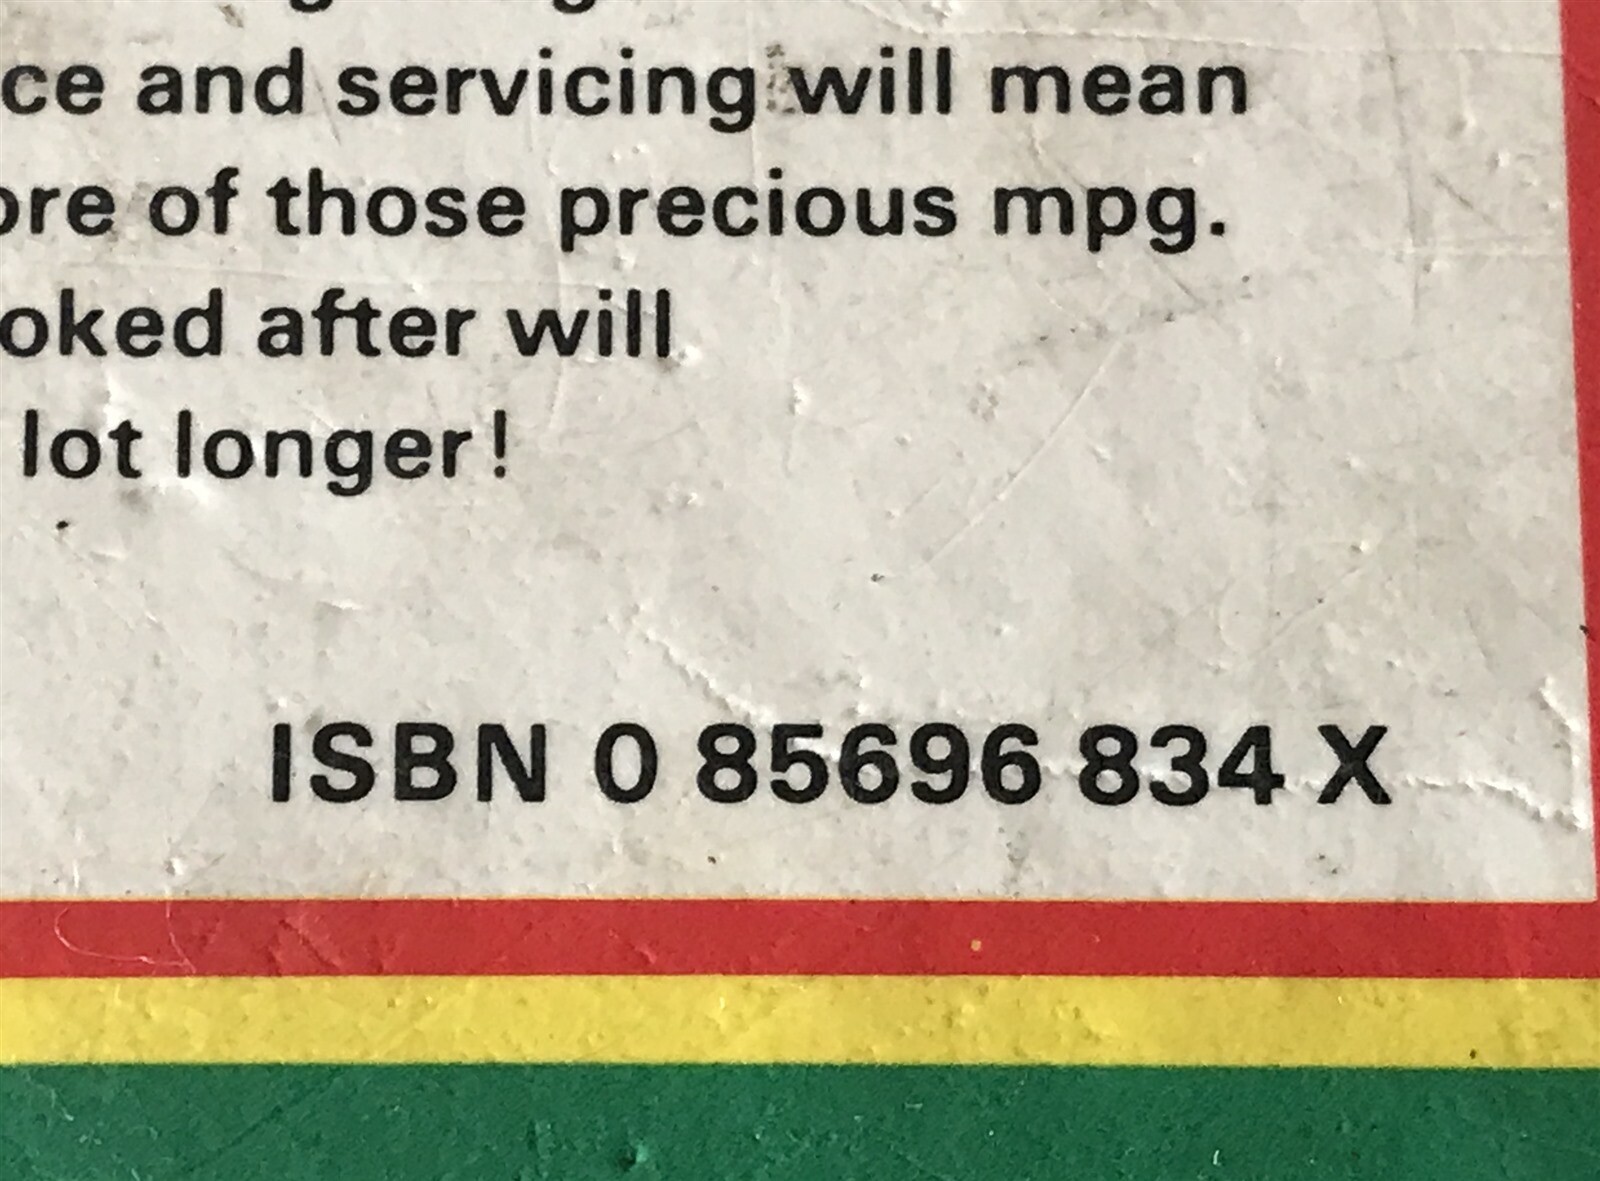 ce and servicing will mean
ore of those precious mpg.
oked after will
lot longer!
ISBN 0 85696 834 X